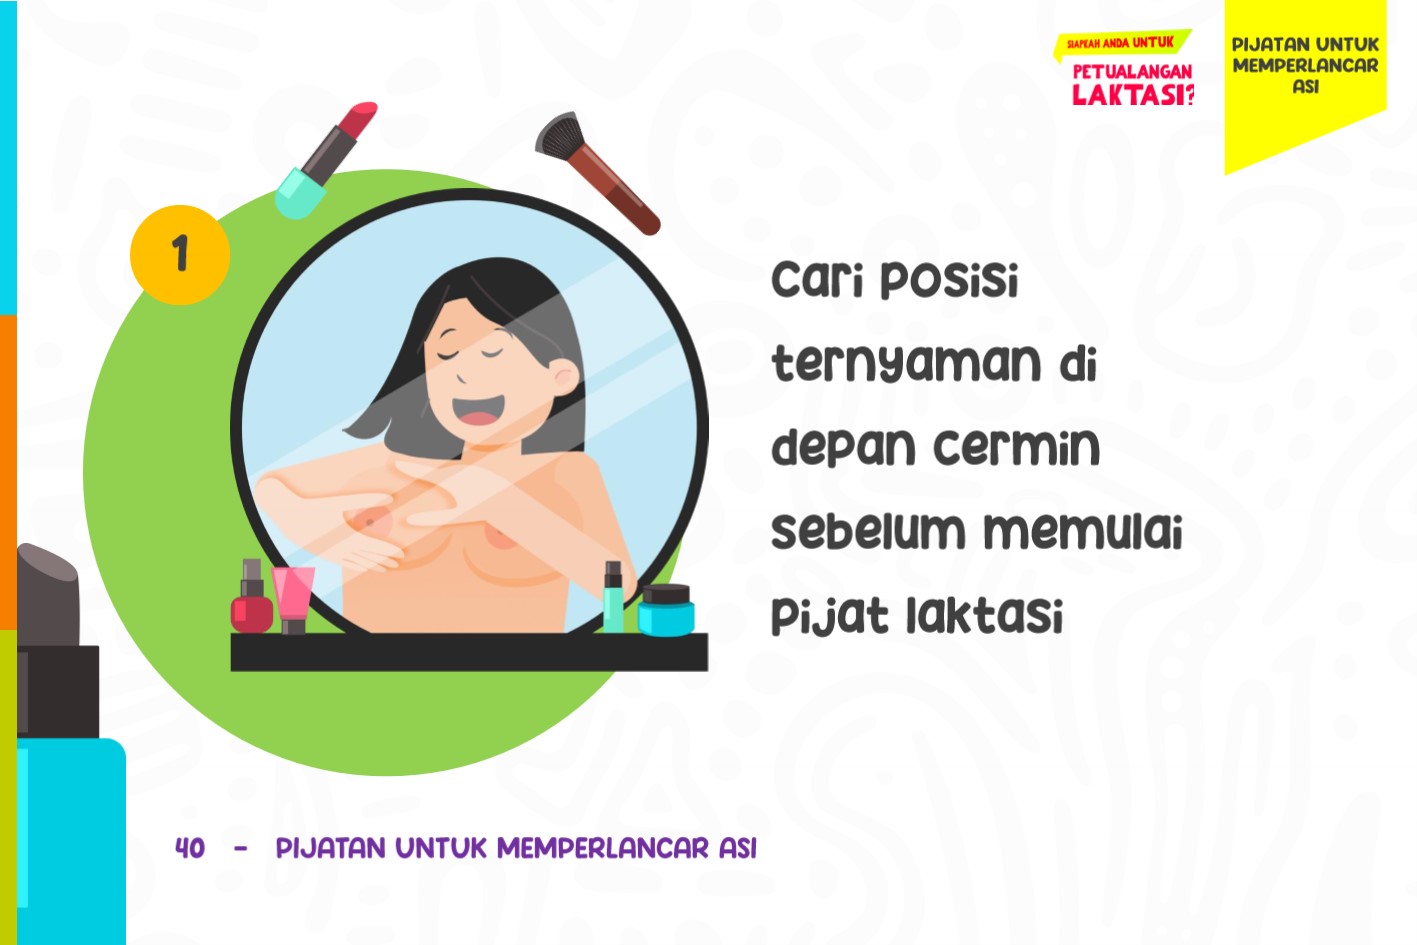 SIAPKAH ANDA UNTUK
PETUALANGAN
LAKTASI?
PIJATAN UNTUK
MEMPERLANCAR
ASI
1
Cari posisi
ternyaman di
depan cermin
sebelum memulai
pijat laktasi
40 - PIJATAN UNTUK MEMPERLANCAR ASI